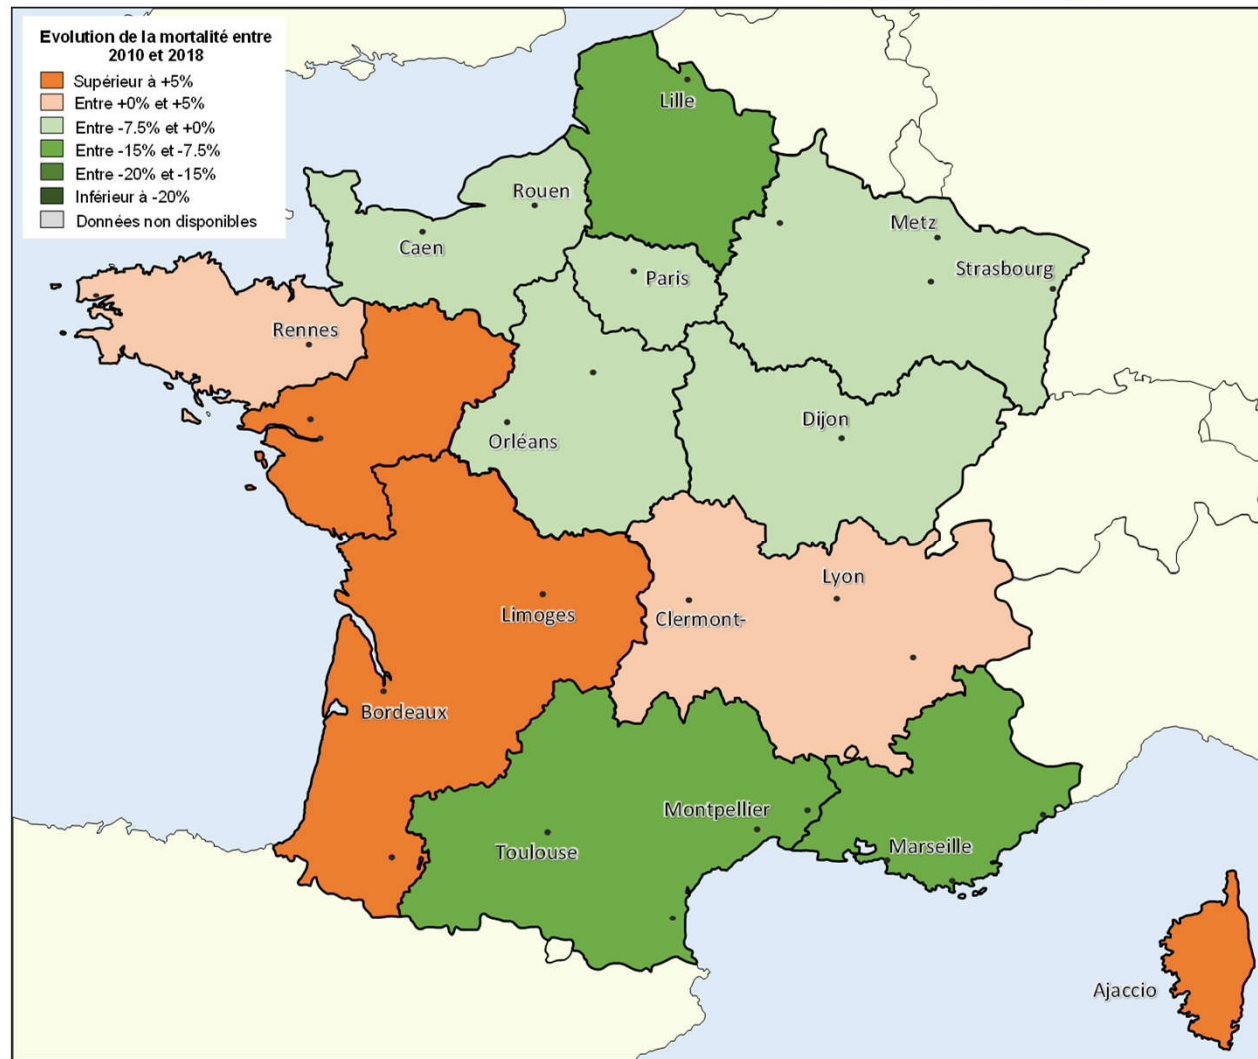 Evolution de la mortalité entre
2010 et 2018
Supérieur à +5%
Entre +0% et +5%
Entre -7.5% et +0%
Entre -15% et -7.5%
Entre -20% et -15%
Inférieur à -20%
Données non disponibles
Lille
Rouen
Caen
Metz
Paris
Strasbourg
Rennes
Orléans
Dijon
Lyon
Limoges
Clermont-
Bordeaux
Montpellier
Toulouse
Marseille
Ajaccio